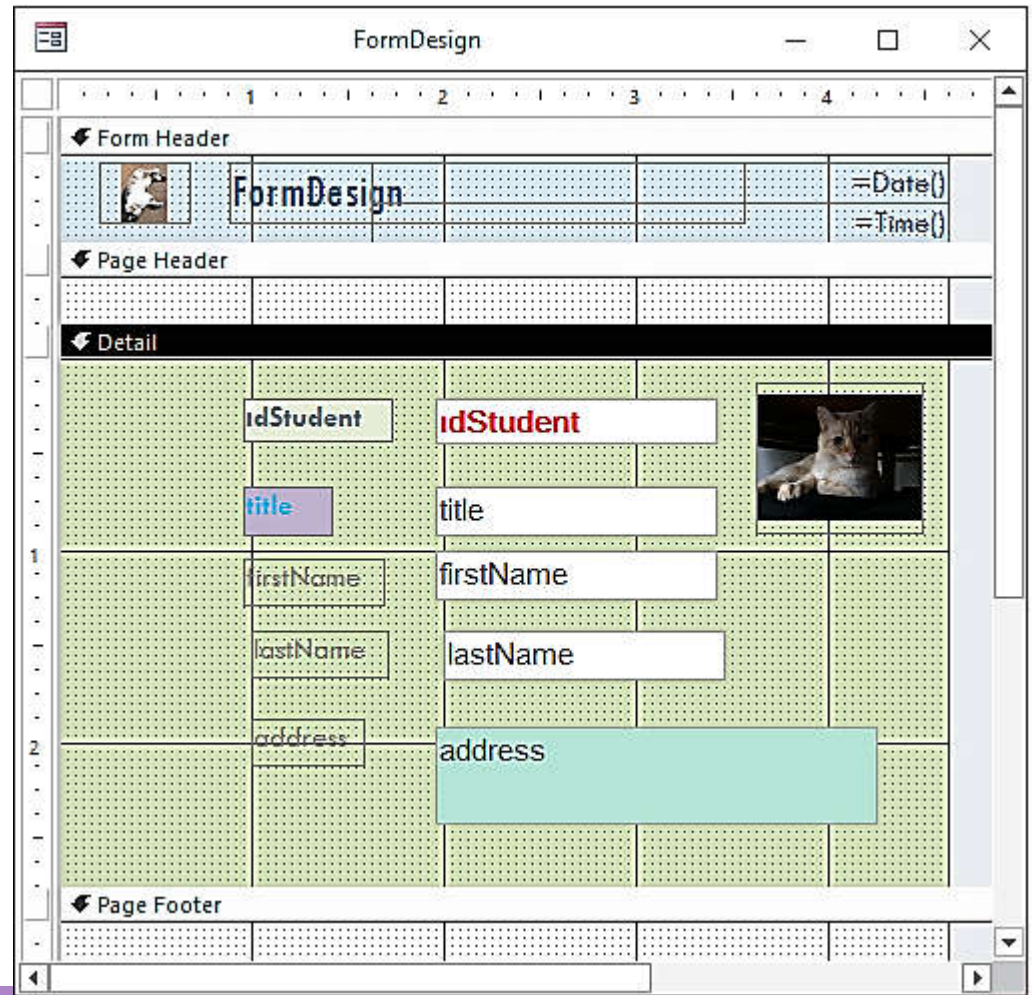 FormDesign
1 2 3 4
Form Header
FormDesign
=Date()
=Time()
Page Header
Detail
idStudent idStudent
title title
1
firstName firstName
lastName lastName
2
address address
Page Footer